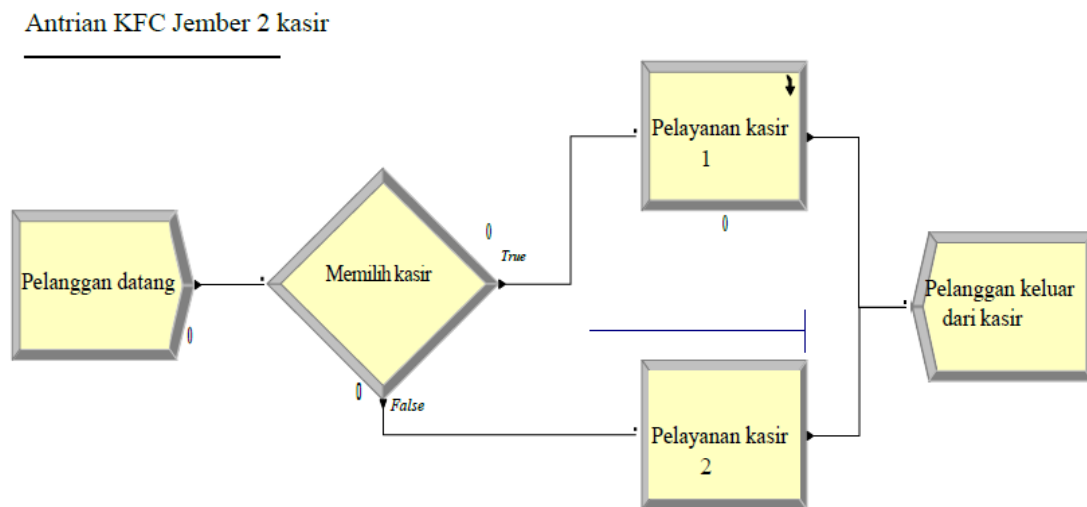 Antrian KFC Jember 2 kasir
Pelayanan kasir
1
0
0
True
Pelanggan datang
0
Memilih kasir
0
False
Pelanggan keluar
dari kasir
Pelayanan kasir
2